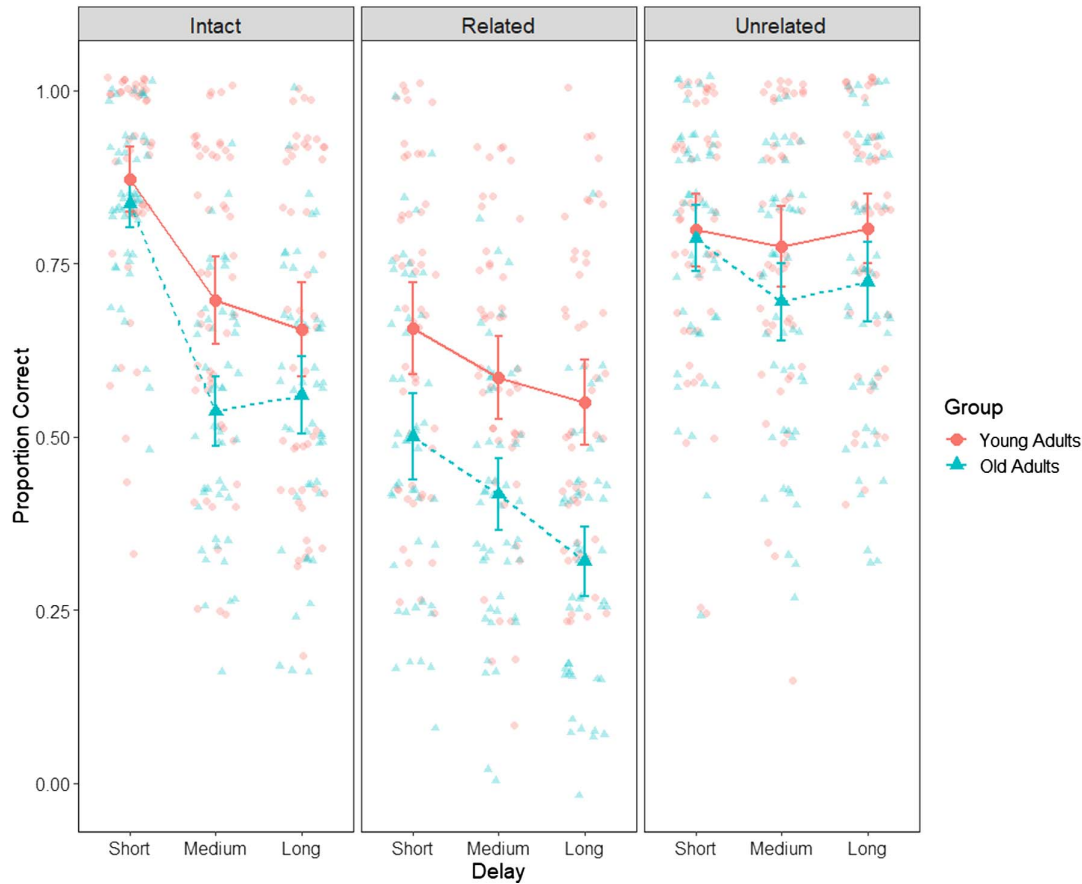 Intact Related Unrelated
Proportion Correct
1.00
0.75
0.50
0.25
0.00
Short Medium Long Short Medium Long Short Medium Long
Delay
Group
Young Adults
Old Adults